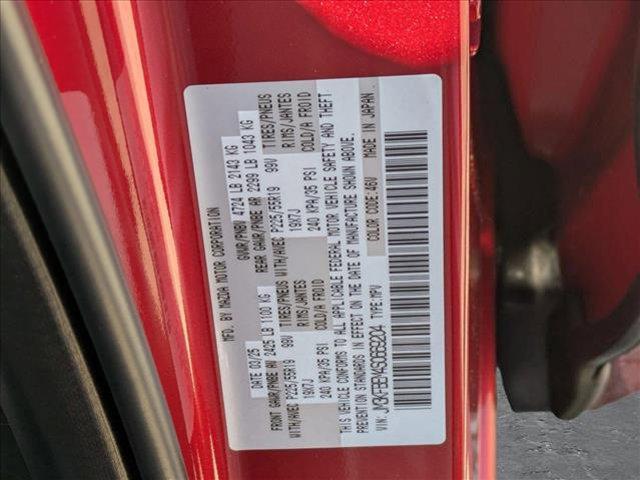 MFD. BY MAZDA MOTOR CORPORATION
DATE 03/25 GVWR/PNBV 4724 LB 2143 KG
FRONT GAWR/PNBE AV 2425 LB 1100 KG REAR GAWR/PNBE AR 2299 LB 1043 KG
WITH/AVEC P225/55R19 99V TIRES/PNEUS WITH/AVEC P225/55R19 99V TIRES/PNEUS
19X7J RIMS/JANTES 19X7J RIMS/JANTES
240 KPA/35 PSI COLD/A FROID 240 KPA/35 PSI COLD/A FROID
THIS VEHICLE CONFORMS TO ALL APPLICABLE FEDERAL MOTOR VEHICLE SAFETY AND THEFT
PREVENTION STANDARDS IN EFFECT ON THE DATE OF MANUFACTURE SHOWN ABOVE.
TYPE:MPV COLOR CODE:46V MADE IN JAPAN.